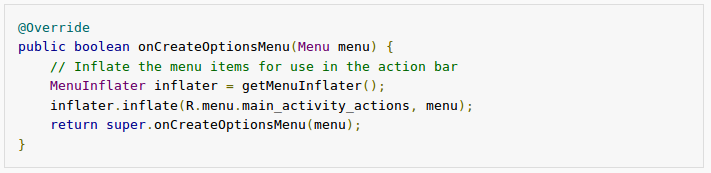 @Override
public boolean onCreateOptionsMenu(Menu menu) {
    // Inflate the menu items for use in the action bar
    MenuInflater inflater = getMenuInflater();
    inflater.inflate(R.menu.main_activity_actions, menu);
    return super.onCreateOptionsMenu(menu);
}